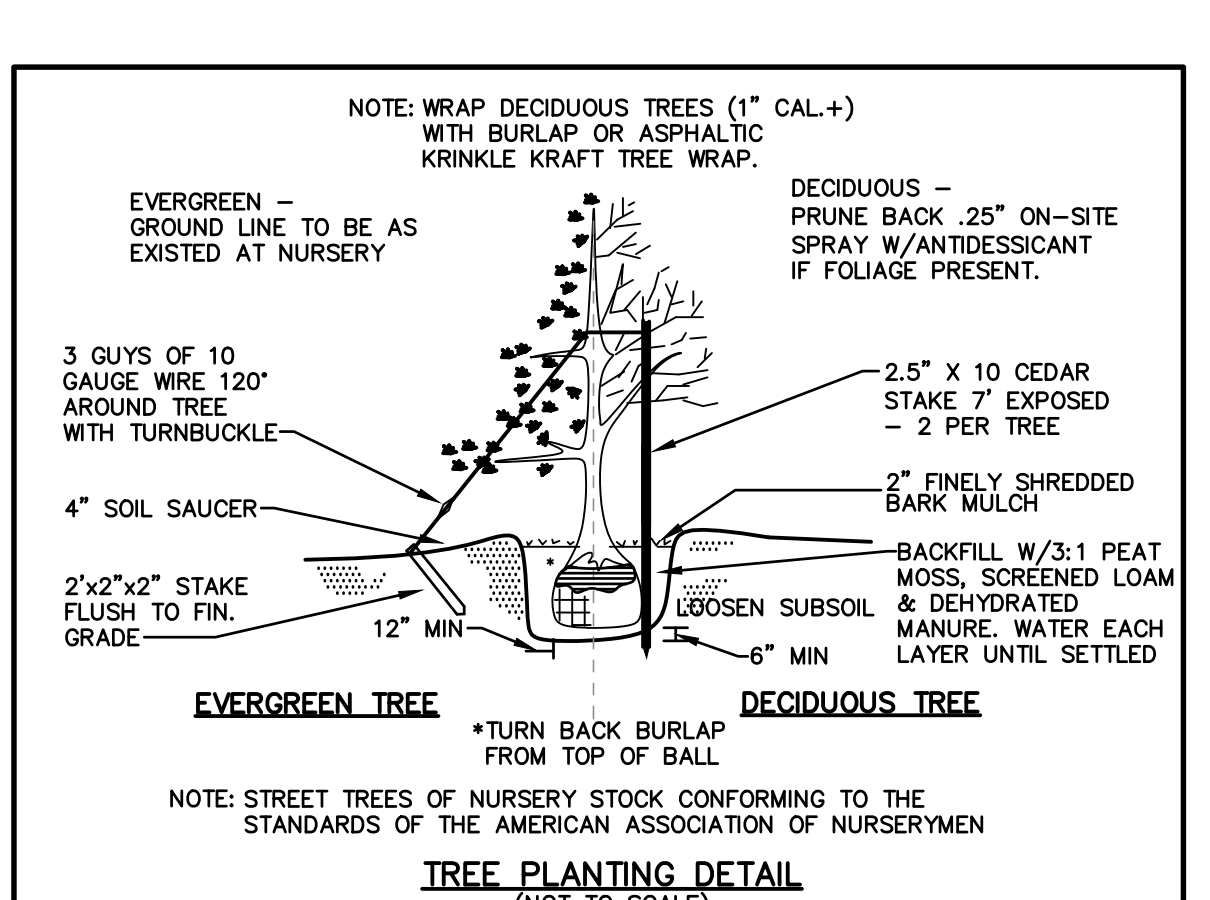 NOTE: WRAP DECIDUOUS TREES (1" CAL.+)
WITH BURLAP OR ASPHALTIC
KRINKLE KRAFT TREE WRAP.
EVERGREEN –
GROUND LINE TO BE AS
EXISTED AT NURSERY
DECIDUOUS –
PRUNE BACK .25" ON-SITE
SPRAY W/ANTIDESSICANT
IF FOLIAGE PRESENT.
3 GUYS OF 10
GAUGE WIRE 120°
AROUND TREE
WITH TURNBUCKLE
4" SOIL SAUCER
2'x2"x2" STAKE
FLUSH TO FIN.
GRADE
12" MIN
2.5" X 10 CEDAR
STAKE 7' EXPOSED
– 2 PER TREE
2" FINELY SHREDDED
BARK MULCH
BACKFILL W/3:1 PEAT
MOSS, SCREENED LOAM
& DEHYDRATED
MANURE. WATER EACH
LAYER UNTIL SETTLED
LOOSEN SUBSOIL
6" MIN
*
EVERGREEN TREE
DECIDUOUS TREE
*TURN BACK BURLAP
FROM TOP OF BALL
NOTE: STREET TREES OF NURSERY STOCK CONFORMING TO THE
STANDARDS OF THE AMERICAN ASSOCIATION OF NURSERYMEN
TREE PLANTING DETAIL
(NOT TO SCALE)